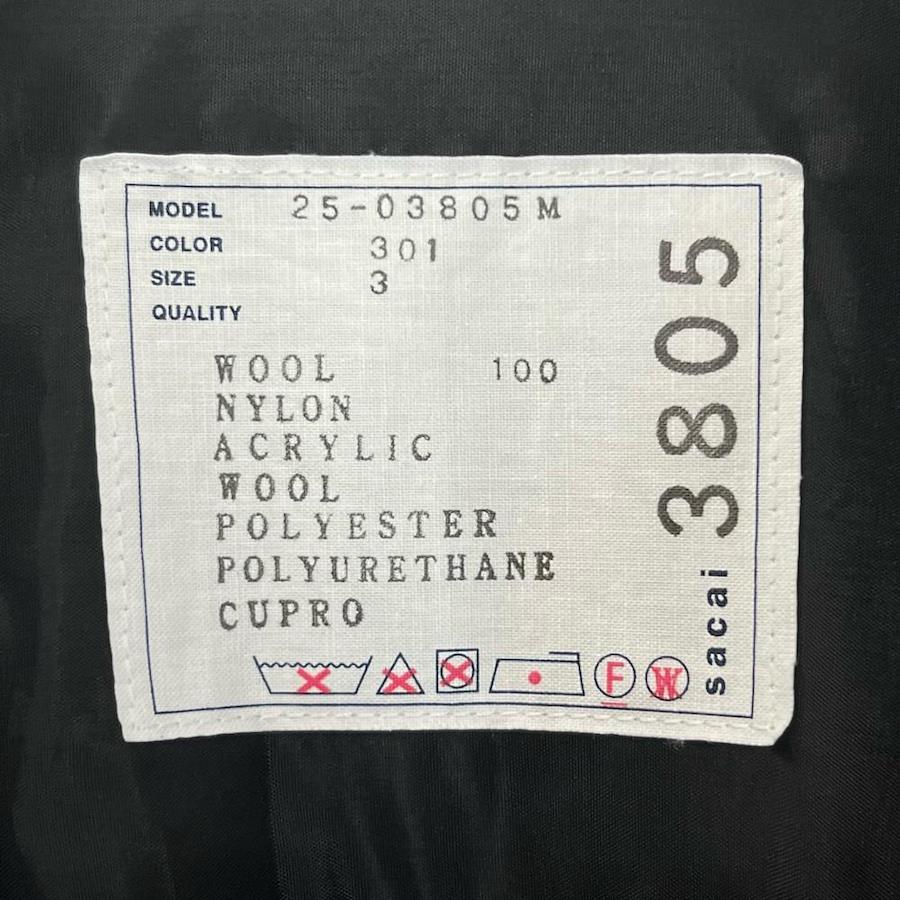 MODEL 25-03805M
COLOR 301
SIZE 3
QUALITY
WOOL 100
NYLON
ACRYLIC
WOOL
POLYESTER
POLYURETHANE
CUPRO
F W
sacai 3805